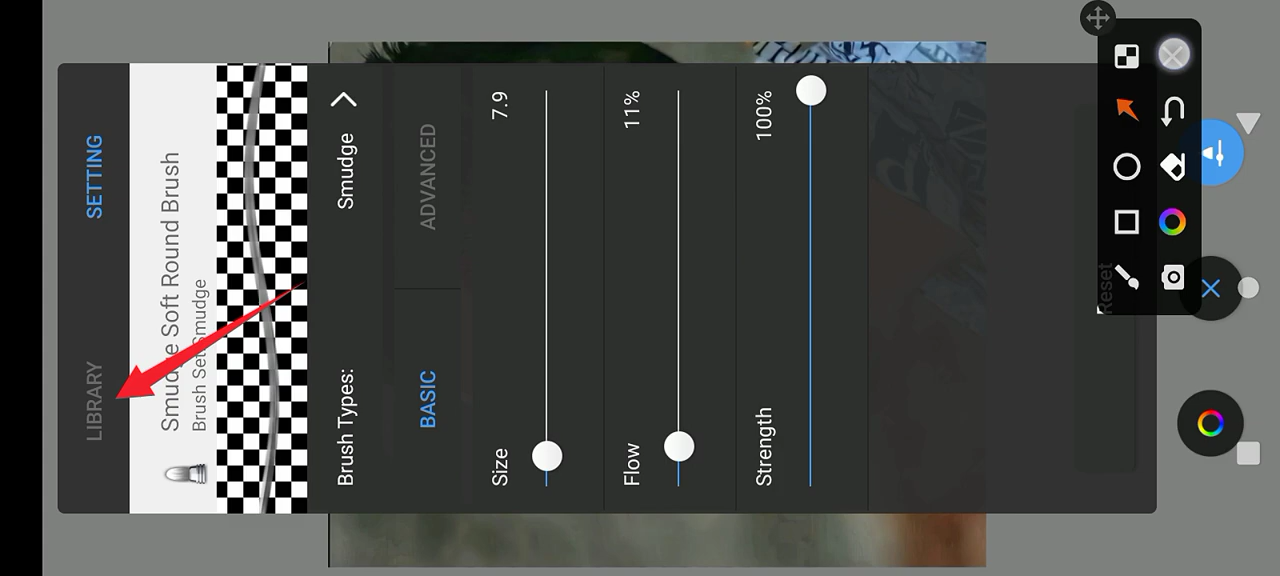 LIBRARY SETTING
Smudge Soft Round Brush
Brush Set Smudge
Brush Types: Smudge
BASIC ADVANCED
Size 7.9
Flow 11%
Strength 100%
Reset